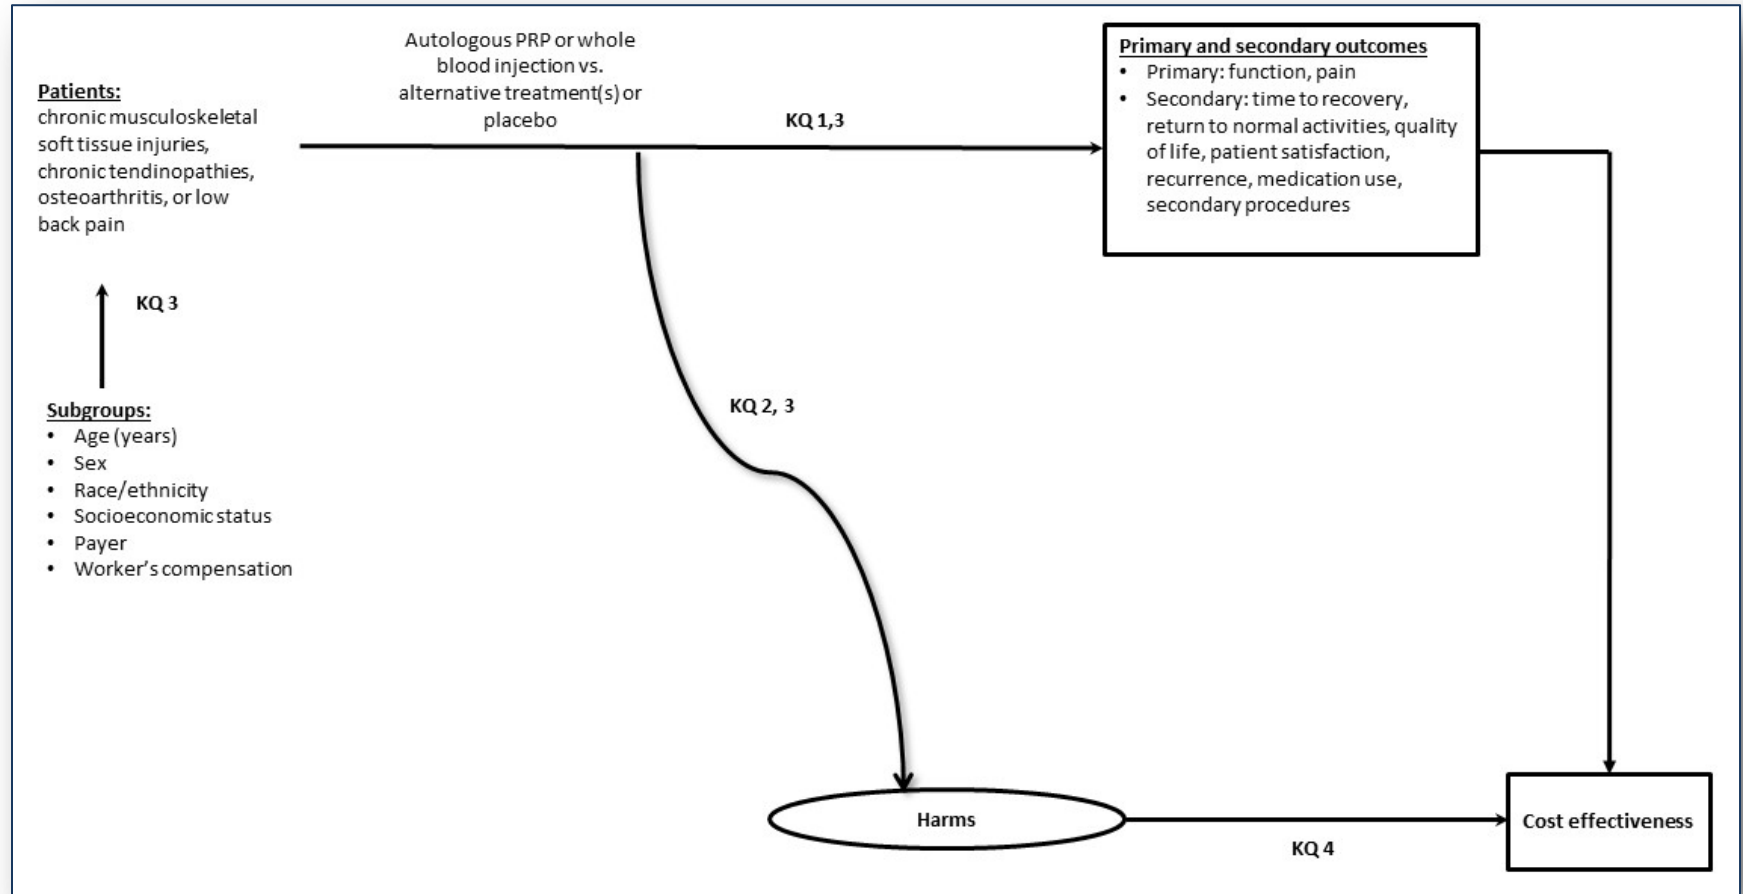 Patients:
chronic musculoskeletal
soft tissue injuries,
chronic tendinopathies,
osteoarthritis, or low
back pain
Autologous PRP or whole
blood injection vs.
alternative treatment(s) or
placebo
KQ 1,3
Primary and secondary outcomes
• Primary: function, pain
• Secondary: time to recovery,
return to normal activities, quality
of life, patient satisfaction,
recurrence, medication use,
secondary procedures
KQ 3
Subgroups:
• Age (years)
• Sex
• Race/ethnicity
• Socioeconomic status
• Payer
• Worker’s compensation
KQ 2, 3
Harms
KQ 4
Cost effectiveness